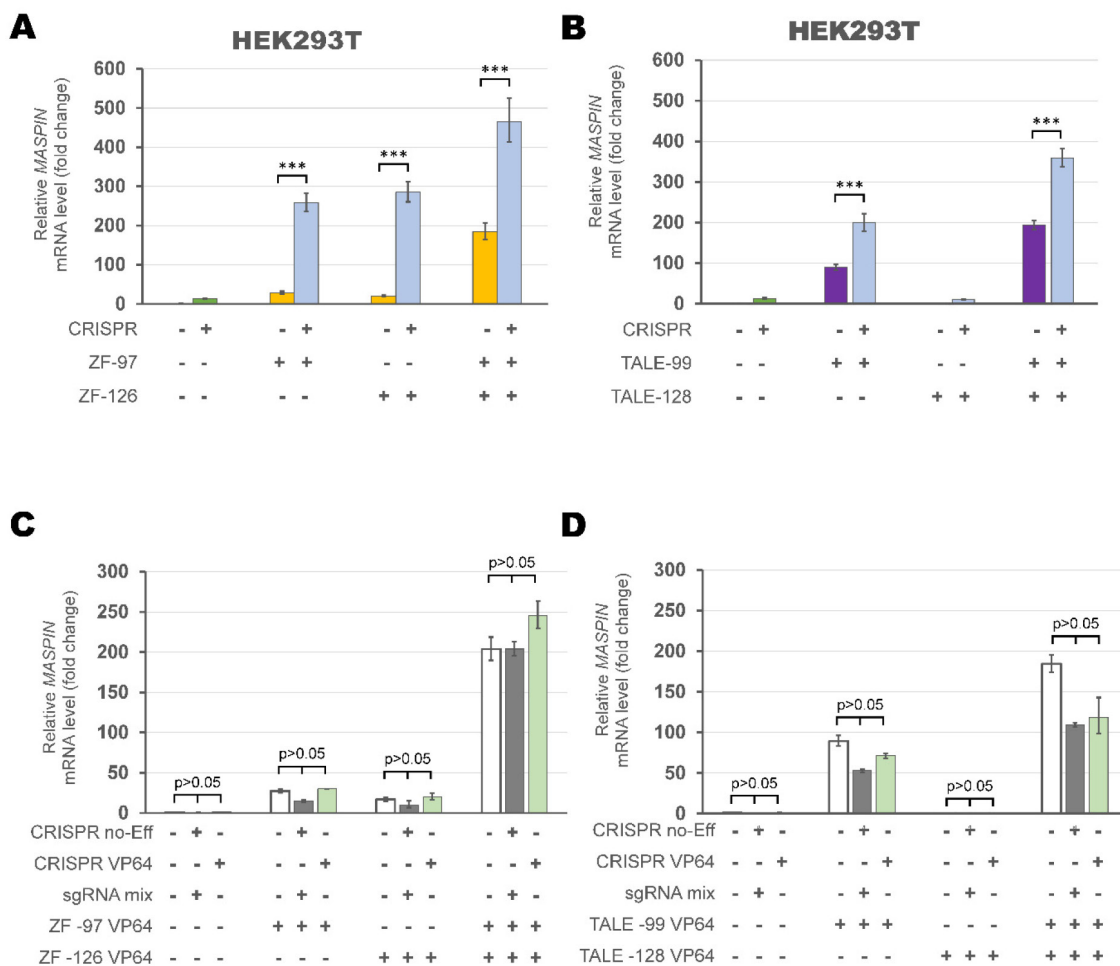 A
HEK293T
Relative MASPIN
mRNA level (fold change)
600
500
400
300
200
100
0
***
***
***
CRISPR - + - + - + - +
ZF-97 - - + + - - + +
ZF-126 - - - - + + + +
B
HEK293T
Relative MASPIN
mRNA level (fold change)
600
500
400
300
200
100
0
***
***
CRISPR - + - + - + - +
TALE-99 - - + + - - + +
TALE-128 - - - - + + + +
C
Relative MASPIN
mRNA level (fold change)
300
250
200
150
100
50
0
p>0.05
p>0.05
p>0.05
p>0.05
CRISPR no-Eff - + - - + - - + - - + -
CRISPR VP64 - - + - - + - - + - - +
sgRNA mix - + + - + - - + - - + -
ZF -97 VP64 - - - + + + - - - + + +
ZF -126 VP64 - - - - - - + + + + + +
D
Relative MASPIN
mRNA level (fold change)
300
250
200
150
100
50
0
p>0.05
p>0.05
p>0.05
p>0.05
CRISPR no-Eff - + - - + - - + - - + -
CRISPR VP64 - - + - - + - - + - - +
sgRNA mix - + - - + - - + - - + -
TALE -99 VP64 - - - + + + - - - + + +
TALE -128 VP64 - - - - - - + + + + + +